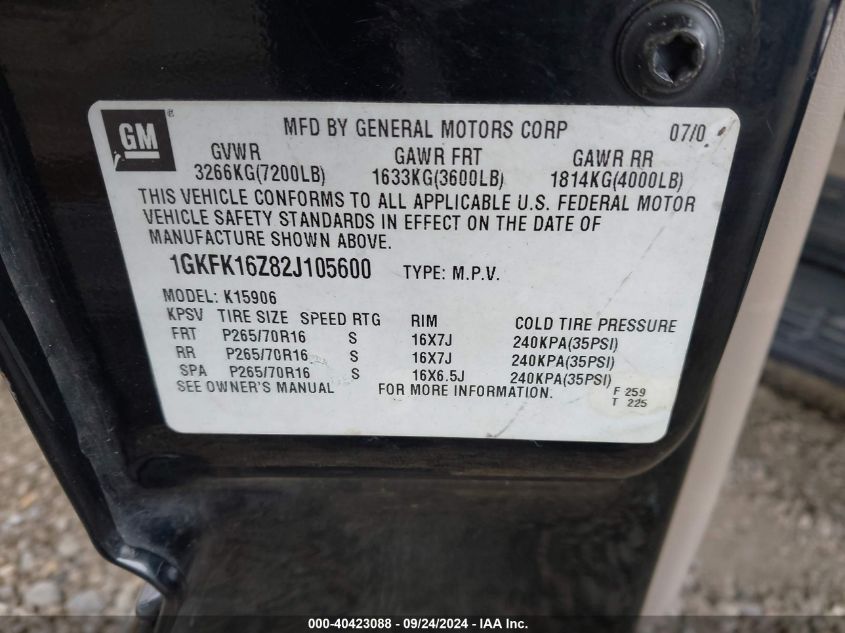 GM ®
MFD BY GENERAL MOTORS CORP 07/0
GVWR GAWR FRT GAWR RR
3266KG(7200LB) 1633KG(3600LB) 1814KG(4000LB)
THIS VEHICLE CONFORMS TO ALL APPLICABLE U.S. FEDERAL MOTOR
VEHICLE SAFETY STANDARDS IN EFFECT ON THE DATE OF
MANUFACTURE SHOWN ABOVE.
1GKFK16Z82J105600 TYPE: M.P.V.
MODEL: K15906
KPSV TIRE SIZE SPEED RTG RIM COLD TIRE PRESSURE
FRT P265/70R16 S 16X7J 240KPA(35PSI)
RR P265/70R16 S 16X7J 240KPA(35PSI)
SPA P265/70R16 S 16X6.5J 240KPA(35PSI)
SEE OWNER'S MANUAL FOR MORE INFORMATION.
F 259
T 225
000-40423088 - 09/24/2024 - IAA Inc.